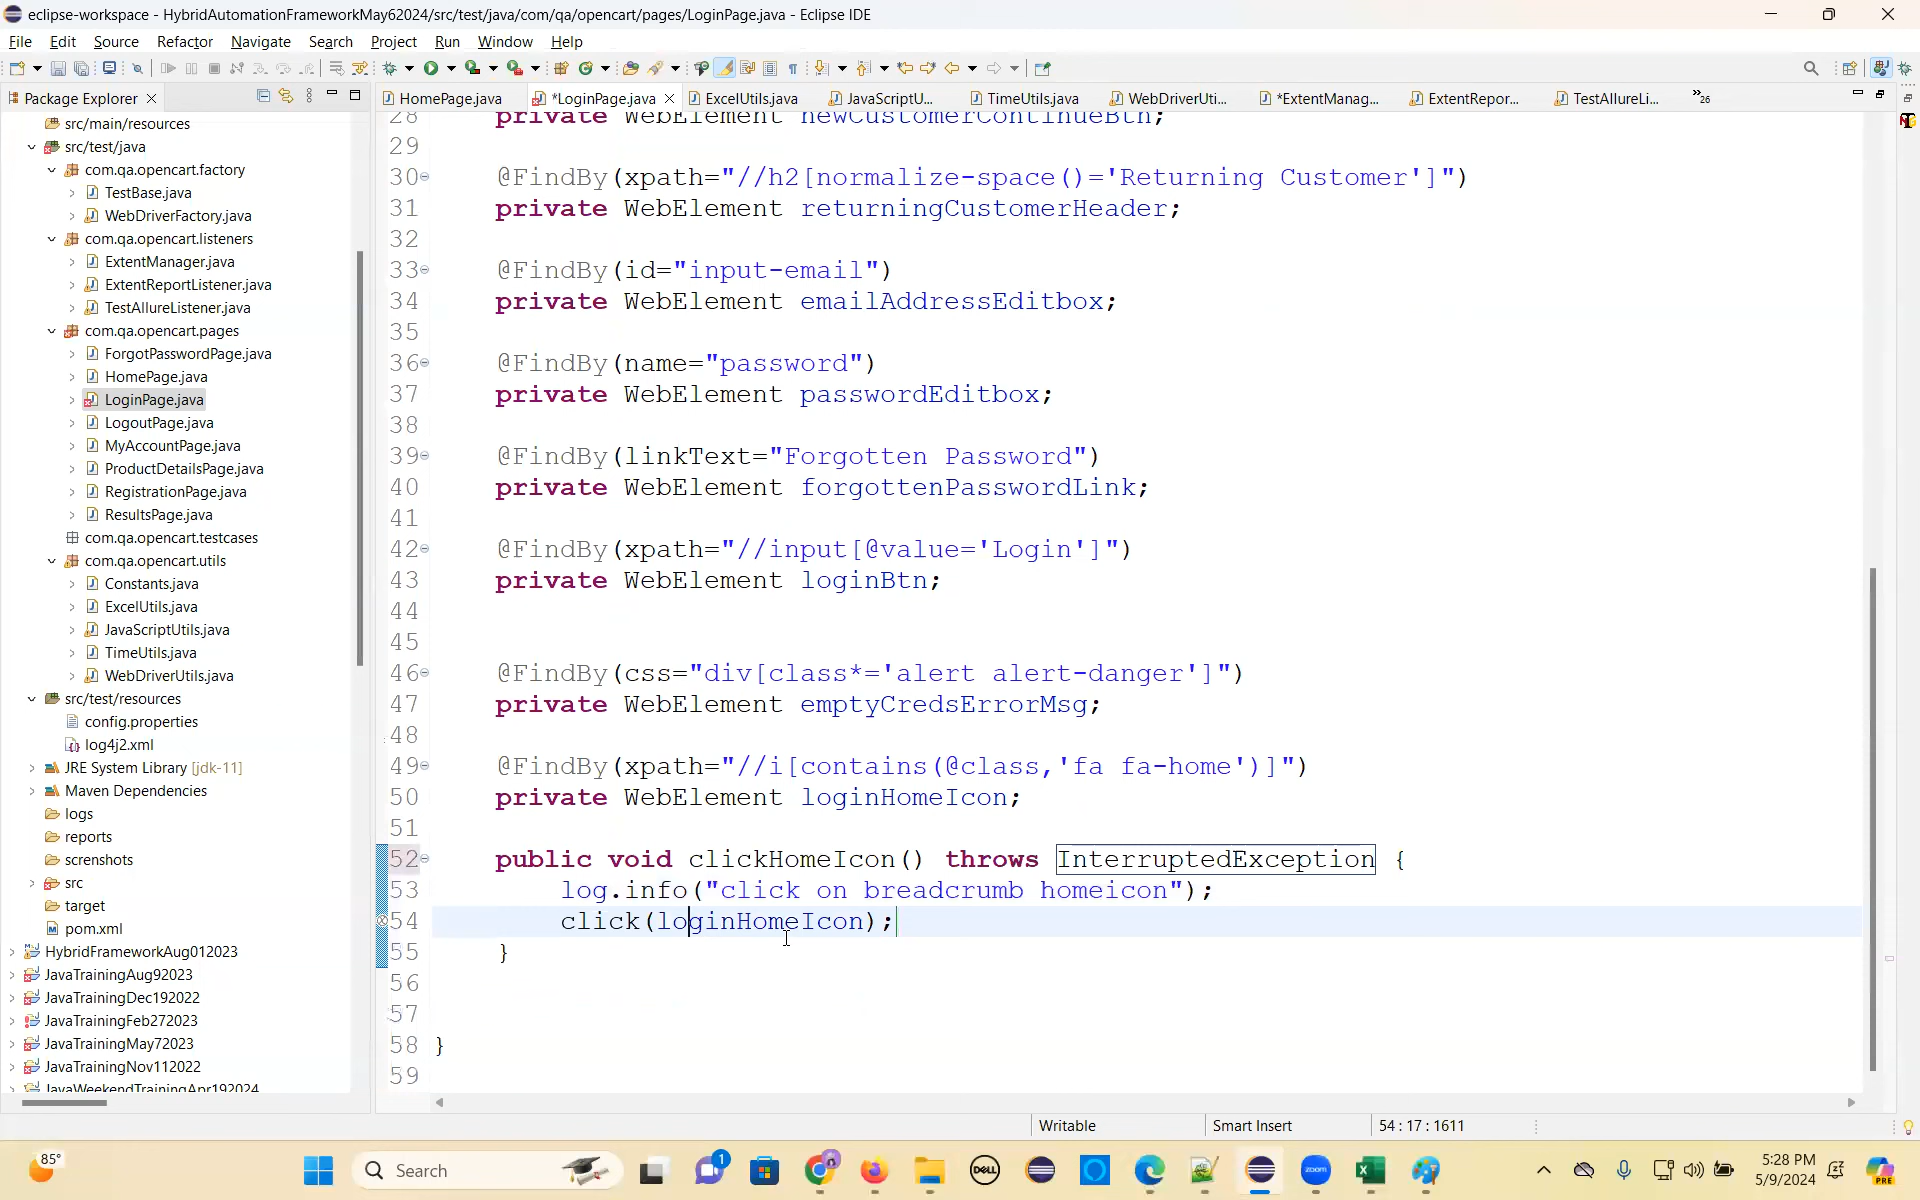 eclipse-workspace - HybridAutomationFrameworkMay62024/src/test/java/com/qa/opencart/pages/LoginPage.java - Eclipse IDE
File Edit Source Refactor Navigate Search Project Run Window Help
Package Explorer
HomePage.java *LoginPage.java ExcelUtils.java JavaScriptU... TimeUtils.java WebDriverUti... *ExtentManag... ExtentRepor... TestAllureLi... 26
src/main/resources
src/test/java
com.qa.opencart.factory
TestBase.java
WebDriverFactory.java
com.qa.opencart.listeners
ExtentManager.java
ExtentReportListener.java
TestAllureListener.java
com.qa.opencart.pages
ForgotPasswordPage.java
HomePage.java
LoginPage.java
LogoutPage.java
MyAccountPage.java
ProductDetailsPage.java
RegistrationPage.java
ResultsPage.java
com.qa.opencart.testcases
com.qa.opencart.utils
Constants.java
ExcelUtils.java
JavaScriptUtils.java
TimeUtils.java
WebDriverUtils.java
src/test/resources
config.properties
log4j2.xml
JRE System Library [jdk-11]
Maven Dependencies
logs
reports
screnshots
src
target
pom.xml
HybridFrameworkAug012023
JavaTrainingAug92023
JavaTrainingDec192022
JavaTrainingFeb272023
JavaTrainingMay72023
JavaTrainingNov112022
JavaWeekendTrainingApr192024
28 private WebElement newCustomerContinueBtn;
29
30 @FindBy(xpath="//h2[normalize-space()='Returning Customer']")
31 private WebElement returningCustomerHeader;
32
33 @FindBy(id="input-email")
34 private WebElement emailAddressEditbox;
35
36 @FindBy(name="password")
37 private WebElement passwordEditbox;
38
39 @FindBy(linkText="Forgotten Password")
40 private WebElement forgottenPasswordLink;
41
42 @FindBy(xpath="//input[@value='Login']")
43 private WebElement loginBtn;
44
45
46 @FindBy(css="div[class*='alert alert-danger']")
47 private WebElement emptyCredsErrorMsg;
48
49 @FindBy(xpath="//i[contains(@class,'fa fa-home')]")
50 private WebElement loginHomeIcon;
51
52 public void clickHomeIcon() throws InterruptedException {
53 log.info("click on breadcrumb homeicon");
54 click(loginHomeIcon);
55 }
56
57
58 }
59
Writable Smart Insert 54 : 17 : 1611
85° Search 1 DELL zoom 5:28 PM PRE
5/9/2024